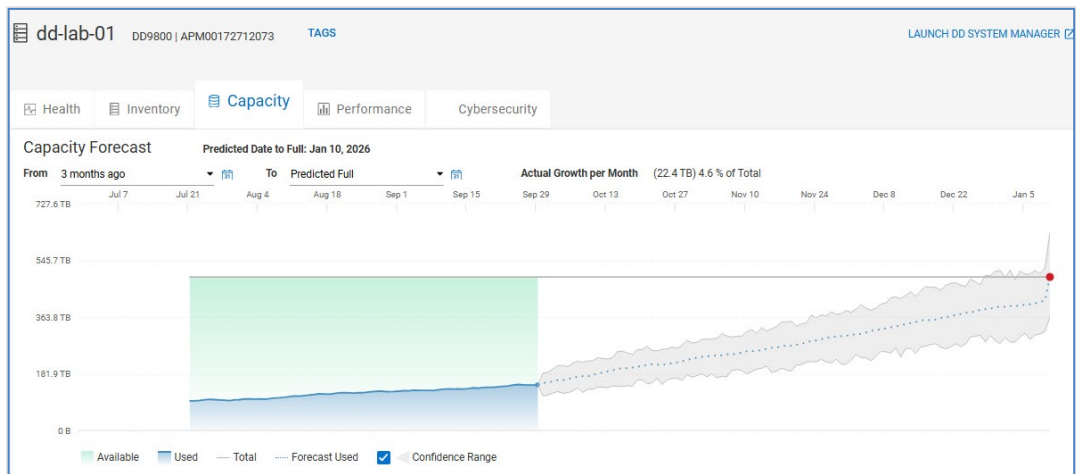 dd-lab-01 DD9800 | APM00172712073 TAGS LAUNCH DD SYSTEM MANAGER
Health Inventory Capacity Performance Cybersecurity
Capacity Forecast Predicted Date to Full: Jan 10, 2026
From 3 months ago To Predicted Full Actual Growth per Month (22.4 TB) 4.6 % of Total
Jul 7 Jul 21 Aug 4 Aug 18 Sep 1 Sep 15 Sep 29 Oct 13 Oct 27 Nov 10 Nov 24 Dec 8 Dec 22 Jan 5
727.6 TB
545.7 TB
363.8 TB
181.9 TB
0 B
Available Used Total Forecast Used Confidence Range